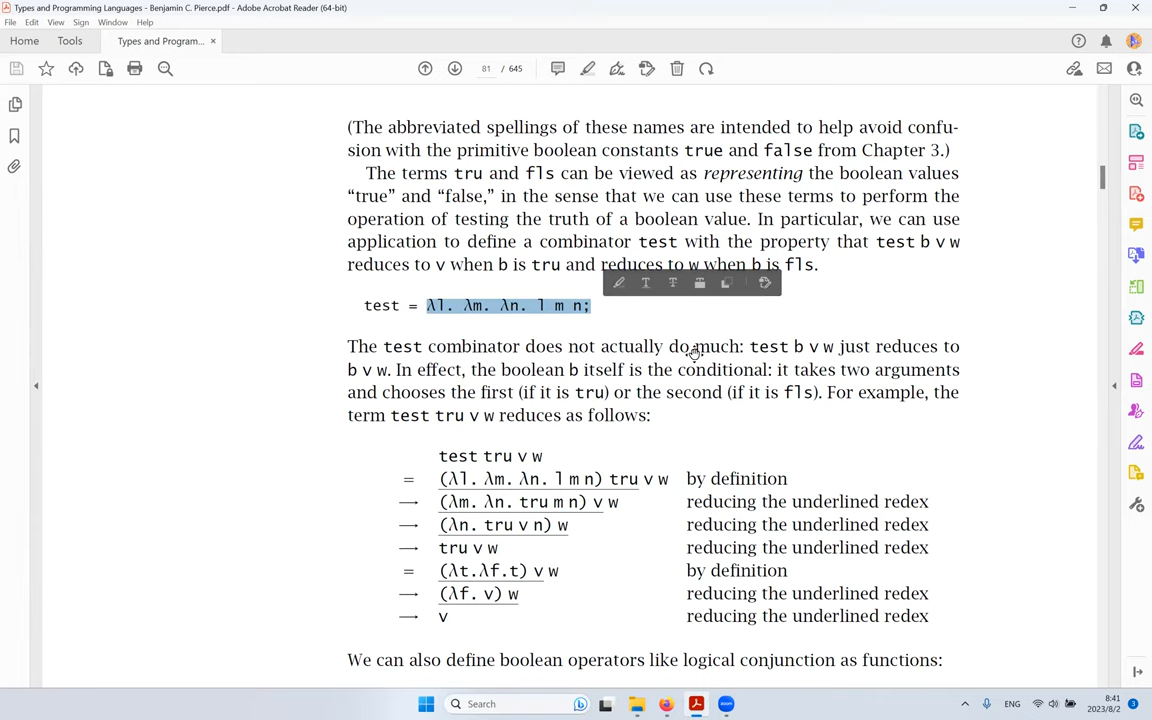 Types and Programming Languages - Benjamin C. Pierce.pdf - Adobe Acrobat Reader (64-bit)
File Edit View Sign Window Help
Home Tools Types and Program... ×
81 / 645
(The abbreviated spellings of these names are intended to help avoid confu-
sion with the primitive boolean constants true and false from Chapter 3.)
The terms tru and fls can be viewed as representing the boolean values
“true” and “false,” in the sense that we can use these terms to perform the
operation of testing the truth of a boolean value. In particular, we can use
application to define a combinator test with the property that test b v w
reduces to v when b is tru and reduces to w when b is fls.
test = λl. λm. λn. l m n;
The test combinator does not actually do much: test b v w just reduces to
b v w. In effect, the boolean b itself is the conditional: it takes two arguments
and chooses the first (if it is tru) or the second (if it is fls). For example, the
term test tru v w reduces as follows:
test tru v w
= (λl. λm. λn. l m n) tru v w by definition
→ (λm. λn. tru m n) v w reducing the underlined redex
→ (λn. tru v n) w reducing the underlined redex
→ tru v w reducing the underlined redex
= (λt.λf.t) v w by definition
→ (λf. v) w reducing the underlined redex
→ v reducing the underlined redex
We can also define boolean operators like logical conjunction as functions:
Search ENG 8:41
2023/8/2 3